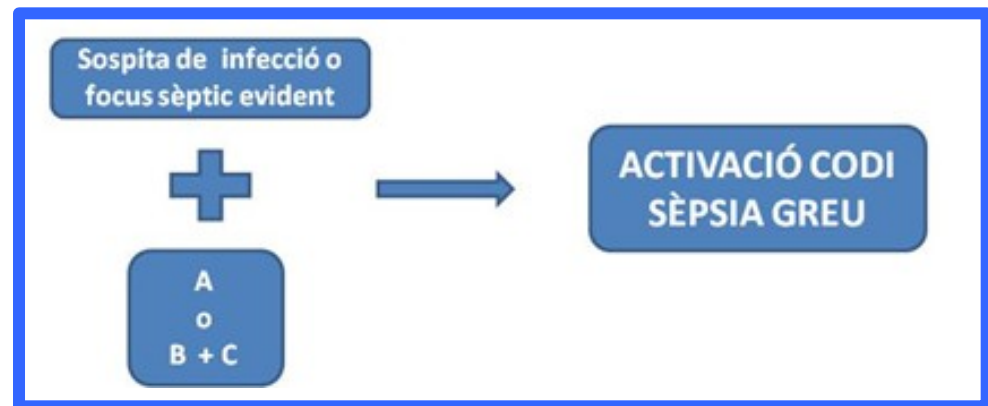 Sospita de infecció o
focus sèptic evident
ACTIVACIÓ CODI
SÈPSIA GREU
A
o
B + C